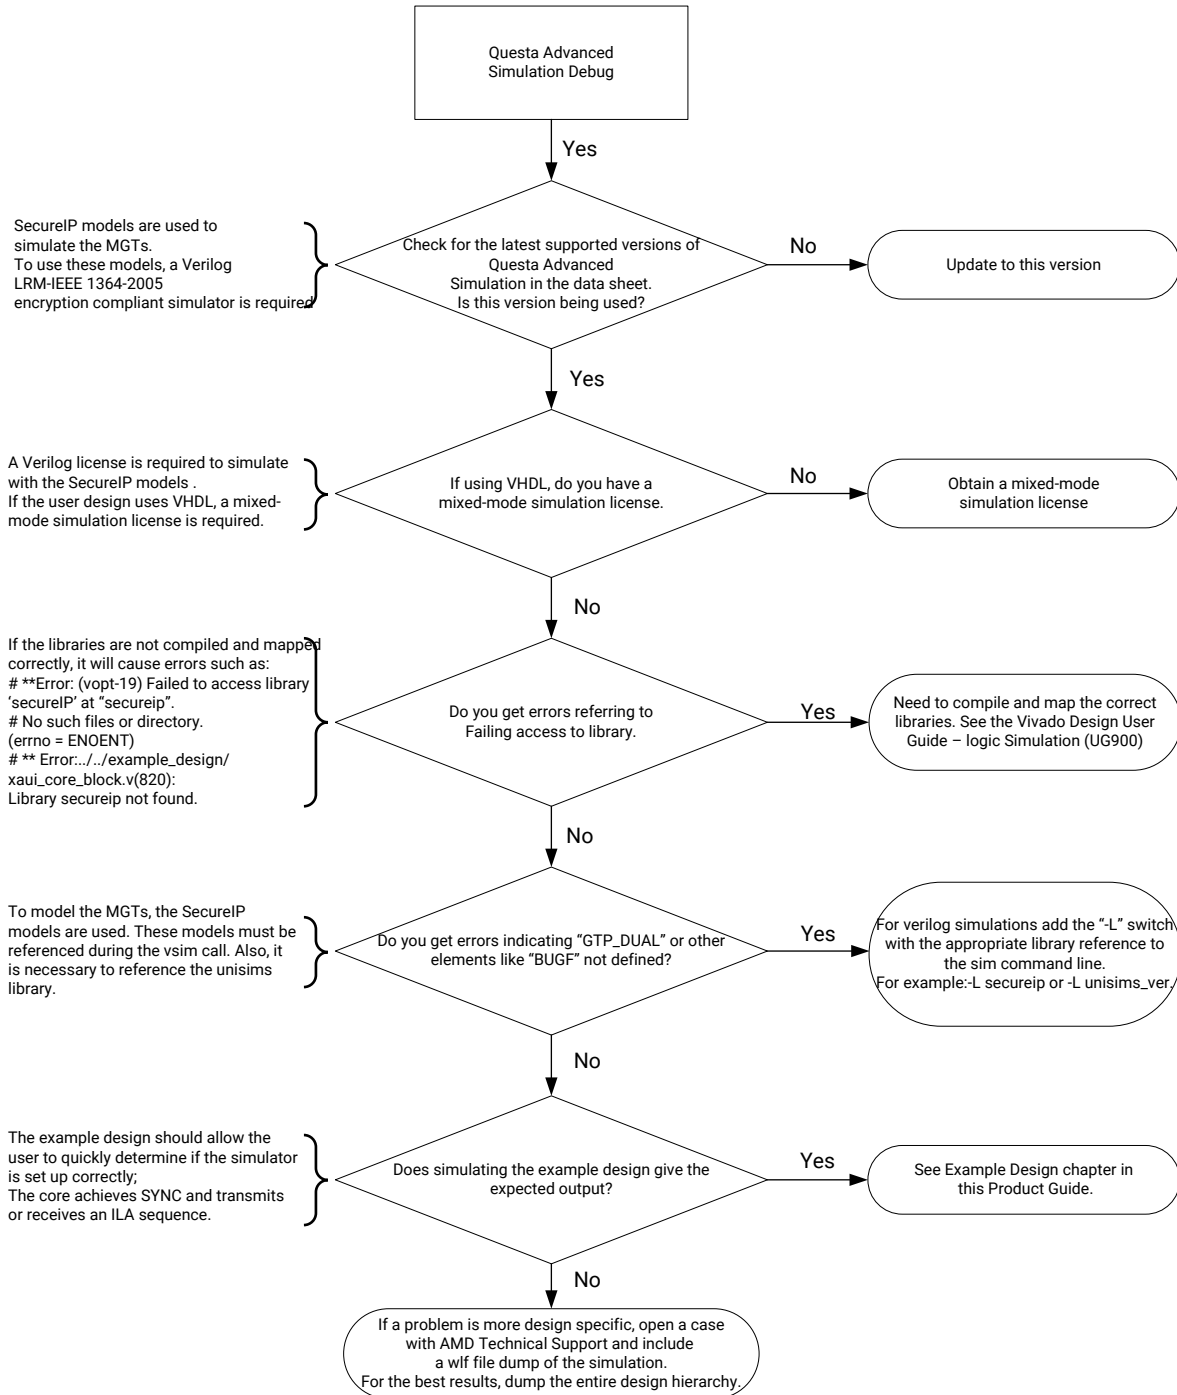 Questa Advanced
Simulation Debug
Yes
SecureIP models are used to
simulate the MGTs.
To use these models, a Verilog
LRM-IEEE 1364-2005
encryption compliant simulator is required
Check for the latest supported versions of
Questa Advanced
Simulation in the data sheet.
Is this version being used?
No
Update to this version
Yes
A Verilog license is required to simulate
with the SecureIP models .
If the user design uses VHDL, a mixed-
mode simulation license is required.
If using VHDL, do you have a
mixed-mode simulation license.
No
Obtain a mixed-mode
simulation license
No
If the libraries are not compiled and mapped
correctly, it will cause errors such as:
# **Error: (vopt-19) Failed to access library
‘secureIP’ at “secureip”.
# No such files or directory.
(errno = ENOENT)
# ** Error:../../example_design/
xaui_core_block.v(820):
Library secureip not found.
Do you get errors referring to
Failing access to library.
Yes
Need to compile and map the correct
libraries. See the Vivado Design User
Guide – logic Simulation (UG900)
No
To model the MGTs, the SecureIP
models are used. These models must be
referenced during the vsim call. Also, it
is necessary to reference the unisims
library.
Do you get errors indicating “GTP_DUAL” or other
elements like “BUGF” not defined?
Yes
For verilog simulations add the “-L” switch
with the appropriate library reference to
the sim command line.
For example:-L secureip or -L unisims_ver.
No
The example design should allow the
user to quickly determine if the simulator
is set up correctly;
The core achieves SYNC and transmits
or receives an ILA sequence.
Does simulating the example design give the
expected output?
Yes
See Example Design chapter in
this Product Guide.
No
If a problem is more design specific, open a case
with AMD Technical Support and include
a wlf file dump of the simulation.
For the best results, dump the entire design hierarchy.